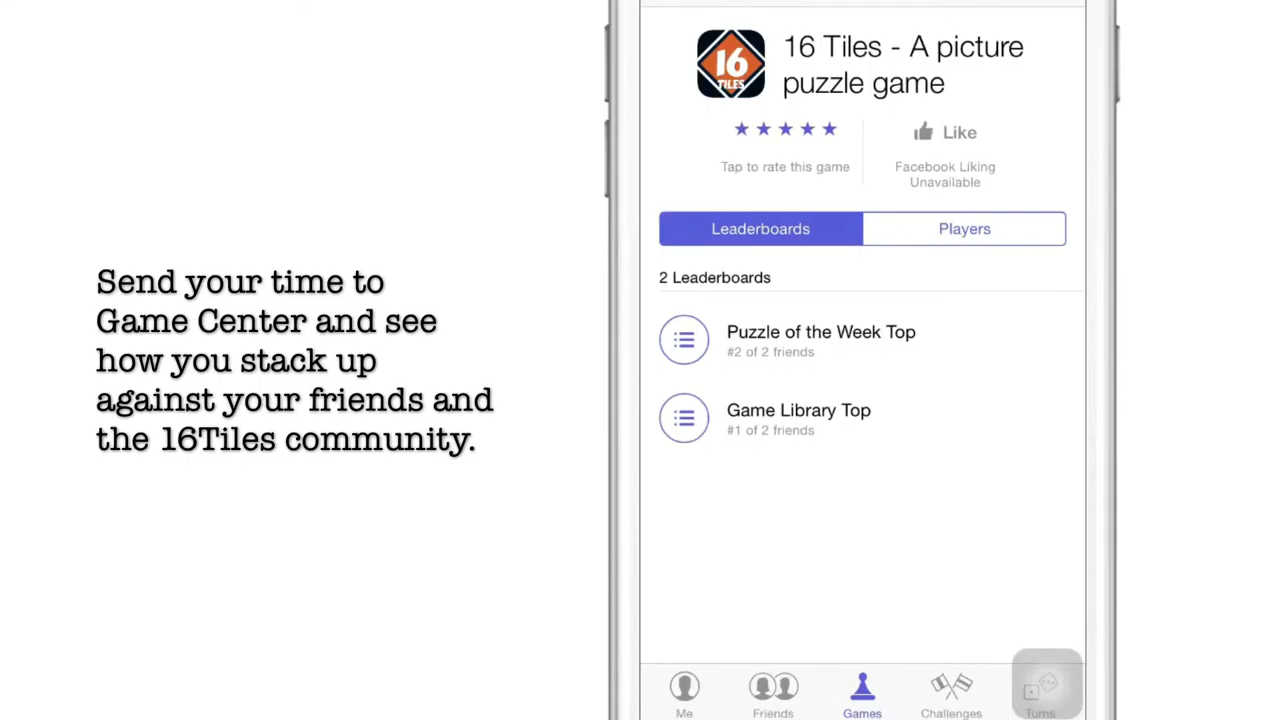 16 Tiles - A picture
puzzle game
16
TILES
Like
Tap to rate this game
Facebook Liking
Unavailable
Leaderboards
Players
2 Leaderboards
Send your time to
Game Center and see
how you stack up
against your friends and
the 16Tiles community.
Puzzle of the Week Top
#2 of 2 friends
Game Library Top
#1 of 2 friends
Me
Friends
Games
Challenges
Turns